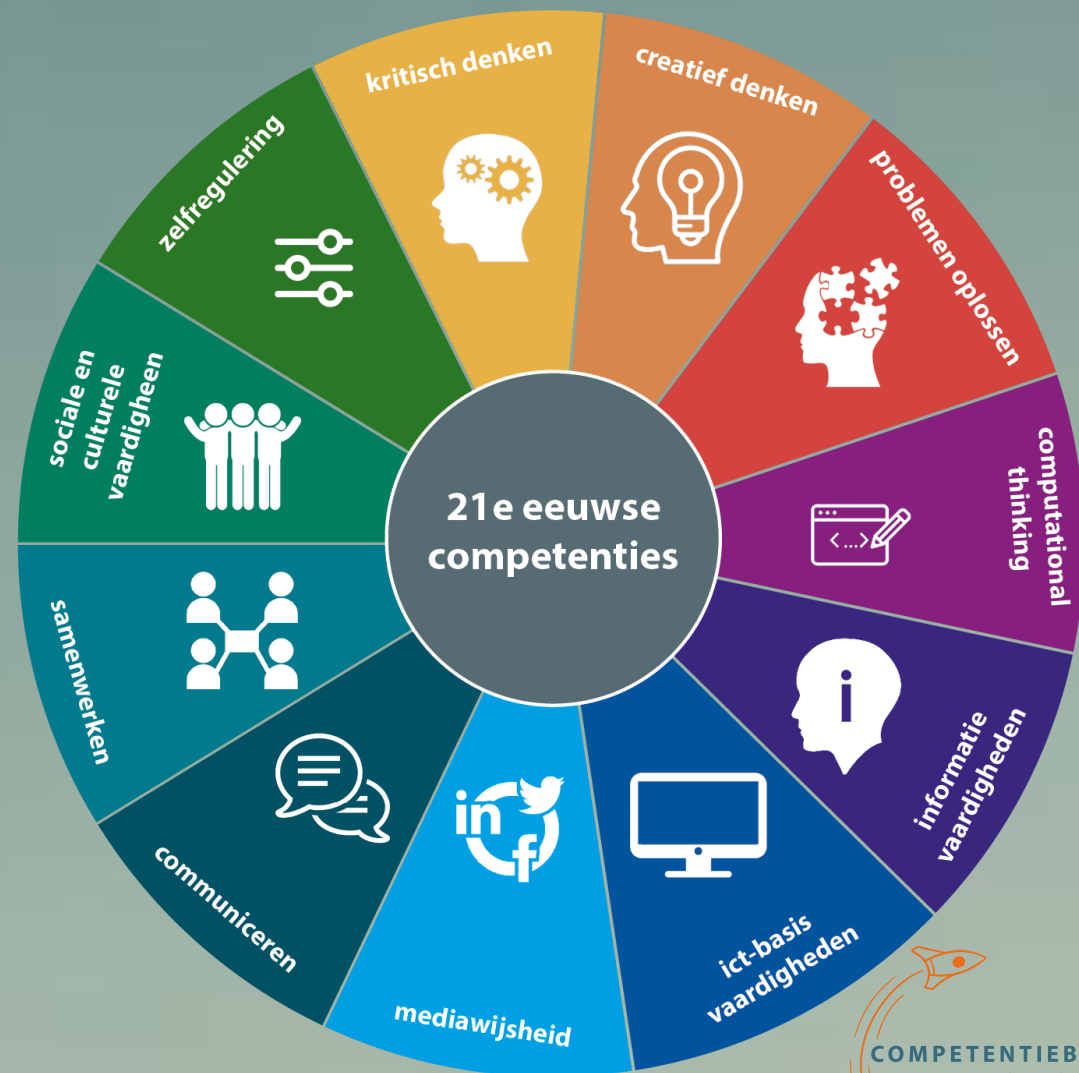 kritisch denken
creatief denken
problemen oplossen
computational
thinking
informatie
vaardigheden
ict-basis
vaardigheden
mediawijsheid
communiceren
samenwerken
sociale en
culturele
vaardigheen
zelfregulering
21e eeuwse
competenties
i
<...>
in
f
COMPETENTIEB